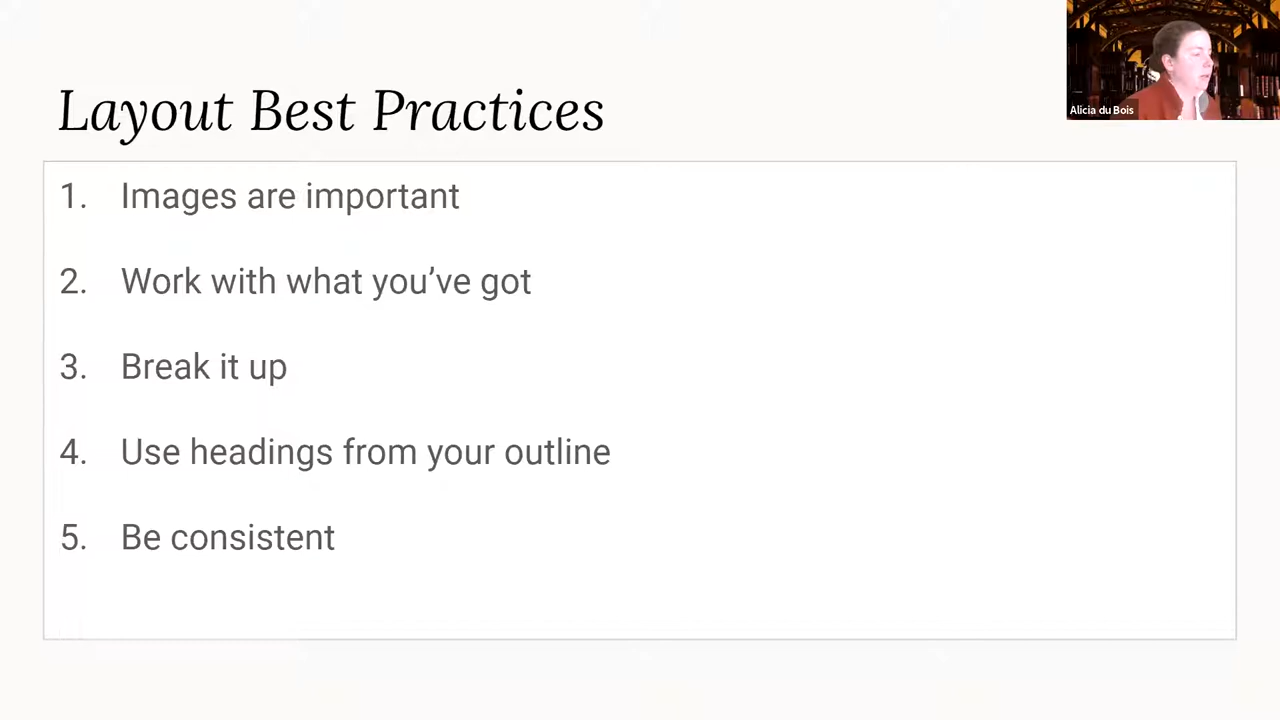 Layout Best Practices
1. Images are important
2. Work with what you’ve got
3. Break it up
4. Use headings from your outline
5. Be consistent
Alicia du Bois